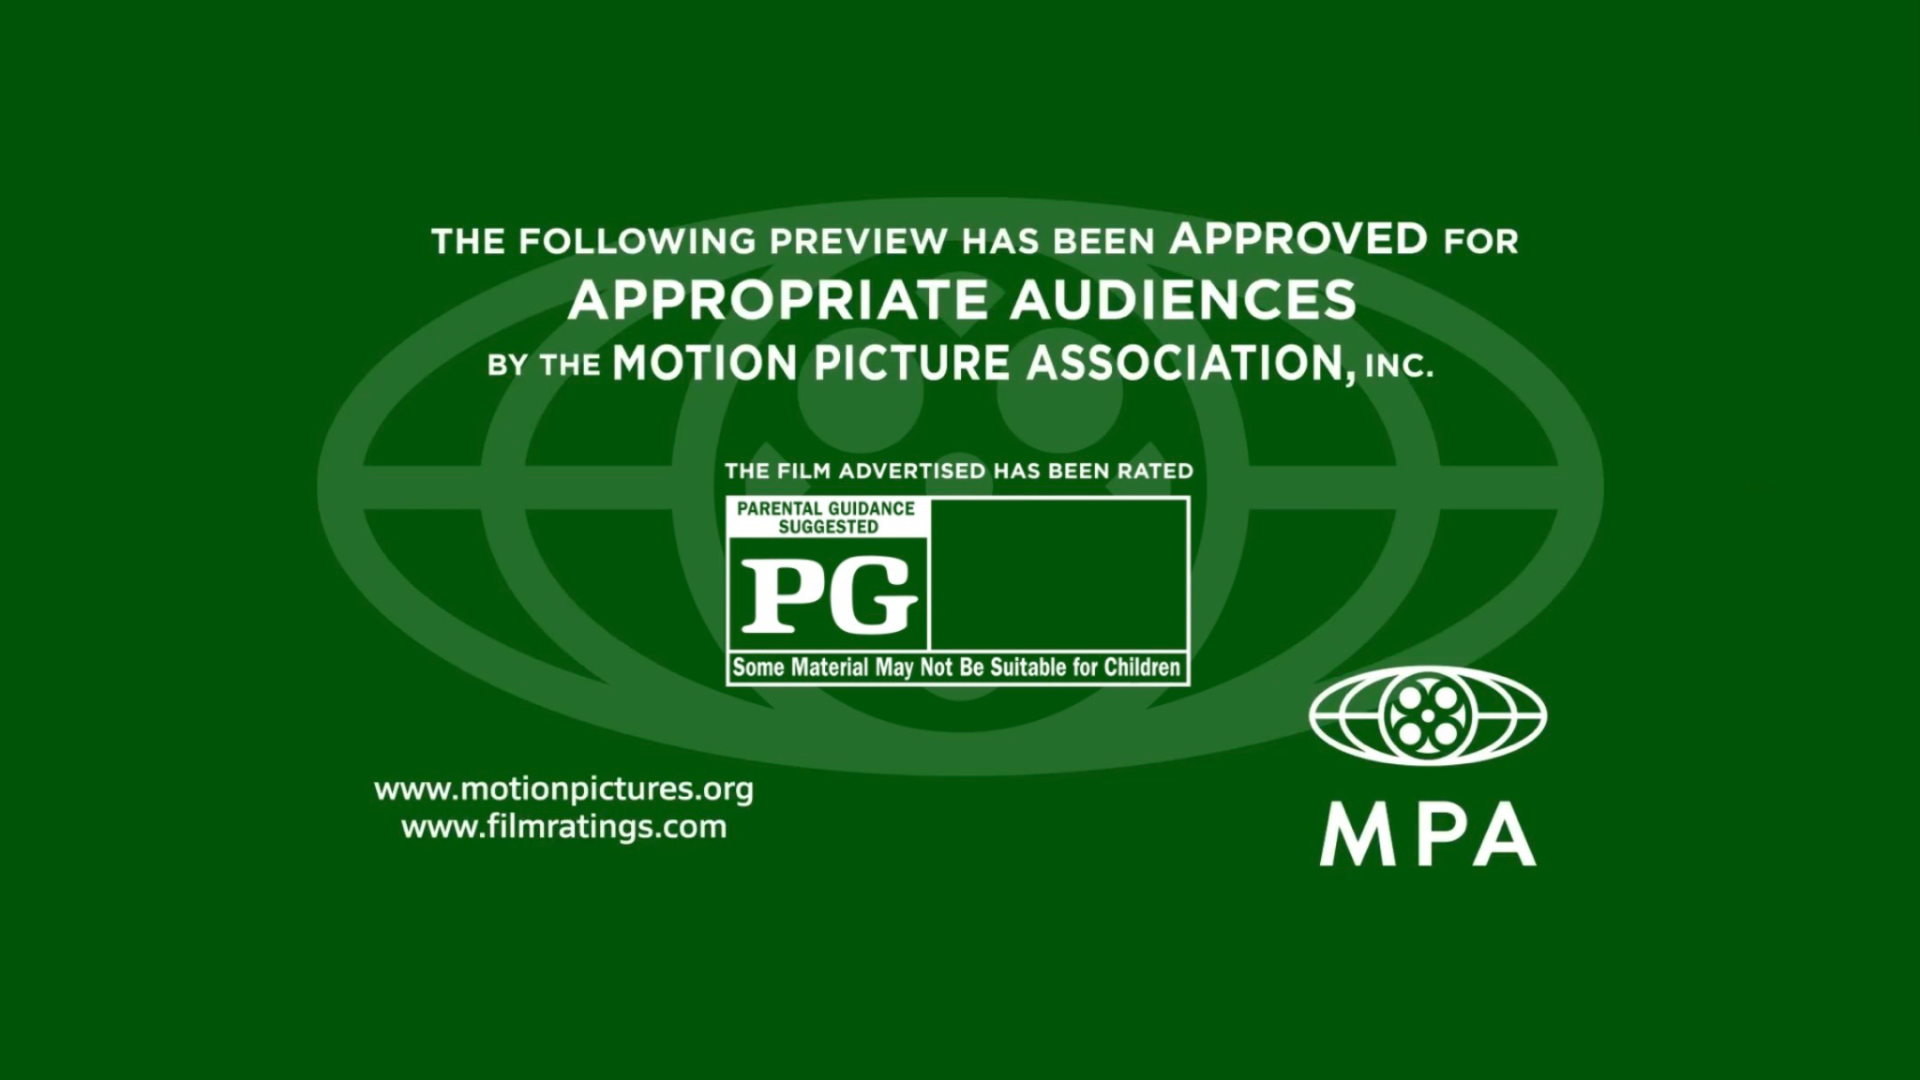 THE FOLLOWING PREVIEW HAS BEEN APPROVED FOR
APPROPRIATE AUDIENCES
BY THE MOTION PICTURE ASSOCIATION, INC.
THE FILM ADVERTISED HAS BEEN RATED
PARENTAL GUIDANCE
SUGGESTED
PG
Some Material May Not Be Suitable for Children
www.motionpictures.org
www.filmratings.com
MPA